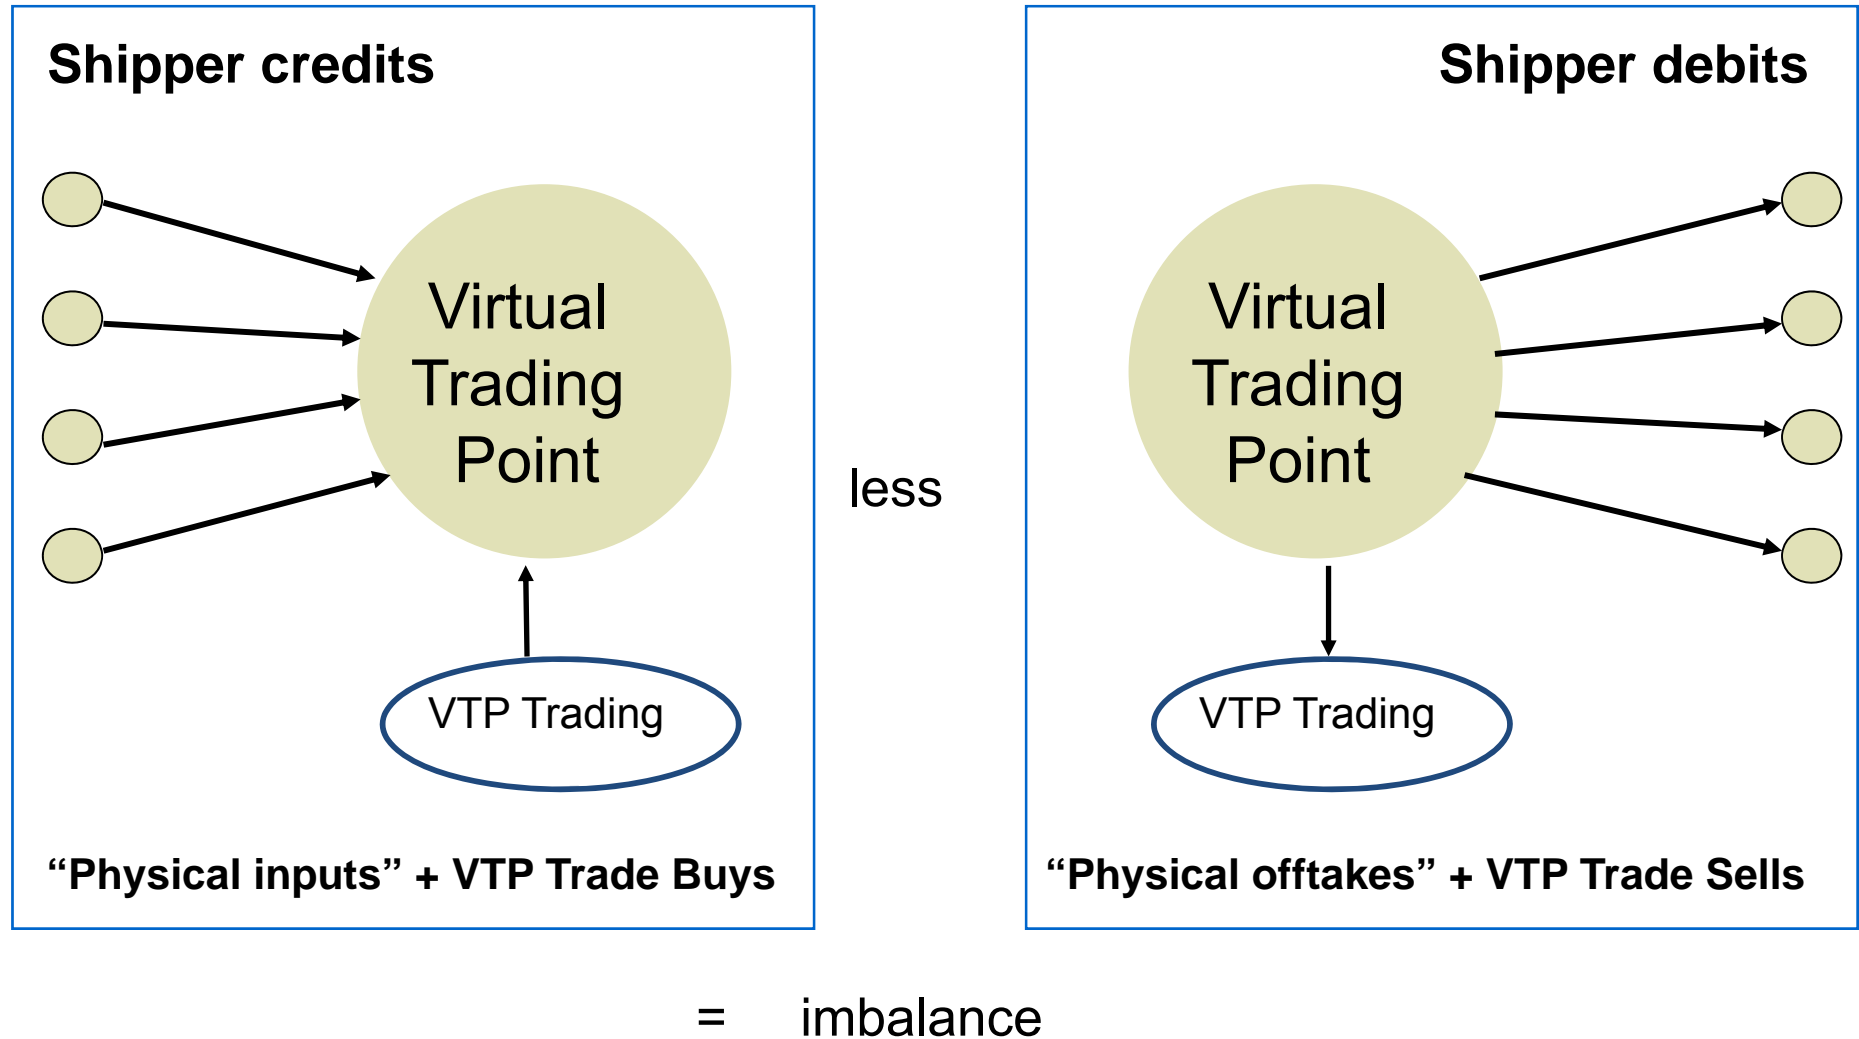 Shipper credits
Virtual
Trading
Point
VTP Trading
“Physical inputs” + VTP Trade Buys
less
Shipper debits
Virtual
Trading
Point
VTP Trading
“Physical offtakes” + VTP Trade Sells
= imbalance